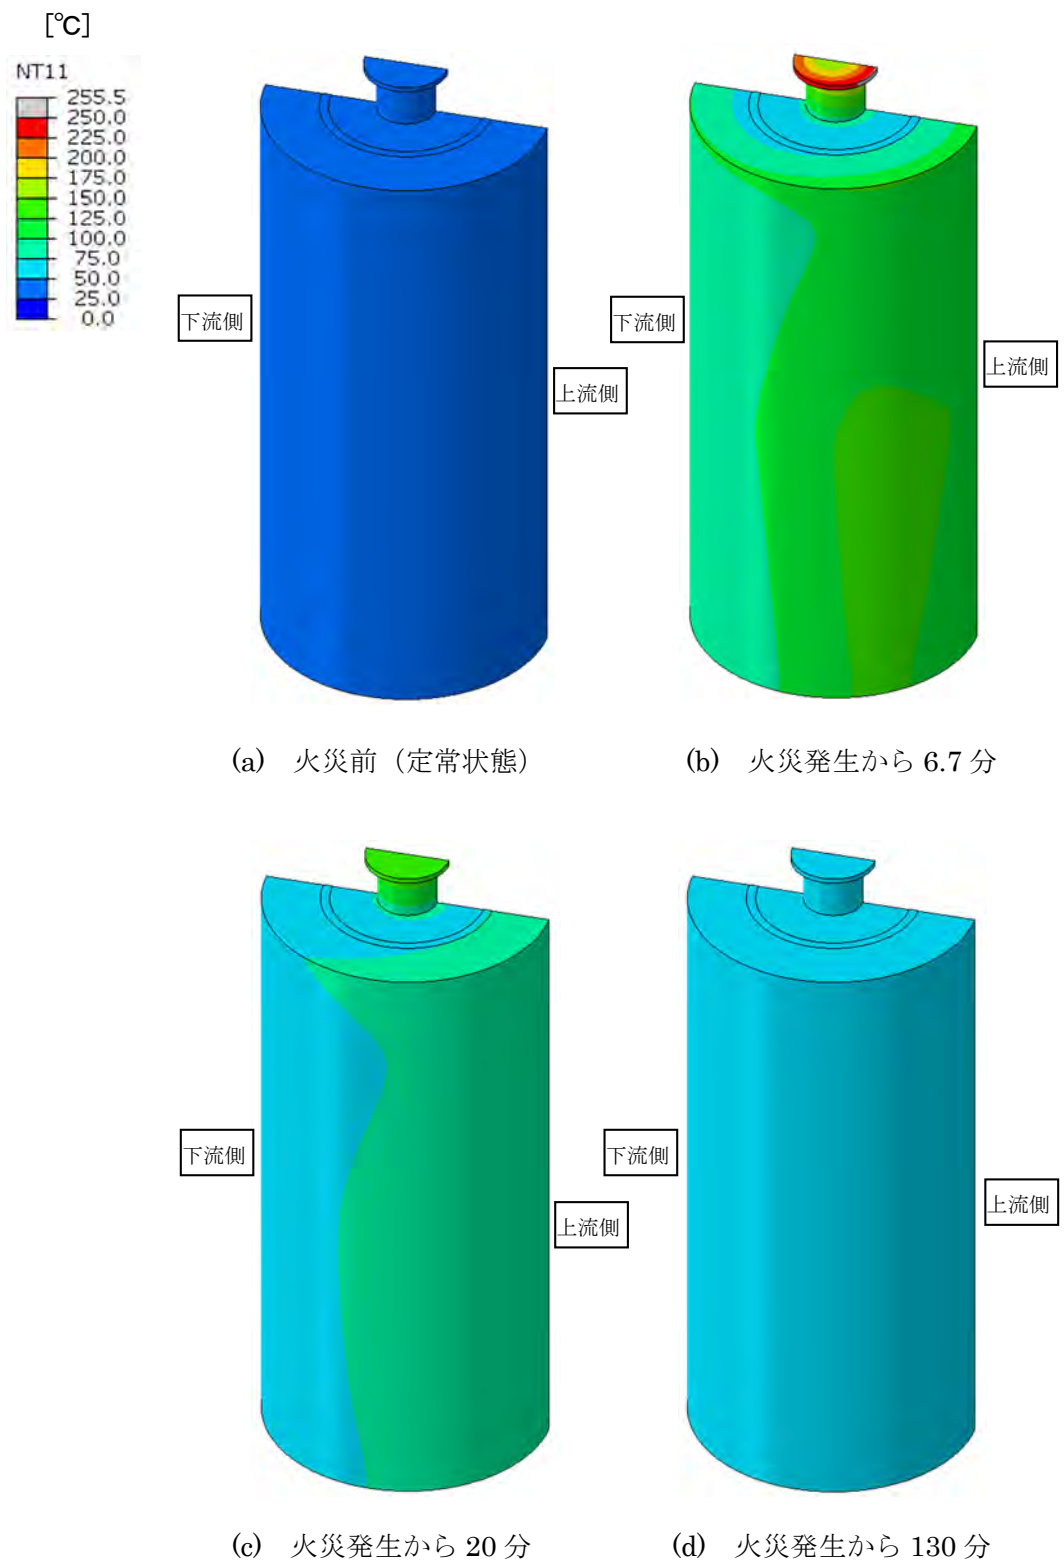 [℃]
NT11
255.5
250.0
225.0
200.0
175.0
150.0
125.0
100.0
75.0
50.0
25.0
0.0
下流側
上流側
下流側
上流側
(a) 火災前（定常状態）
(b) 火災発生から 6.7 分
下流側
上流側
下流側
上流側
(c) 火災発生から 20 分
(d) 火災発生から 130 分